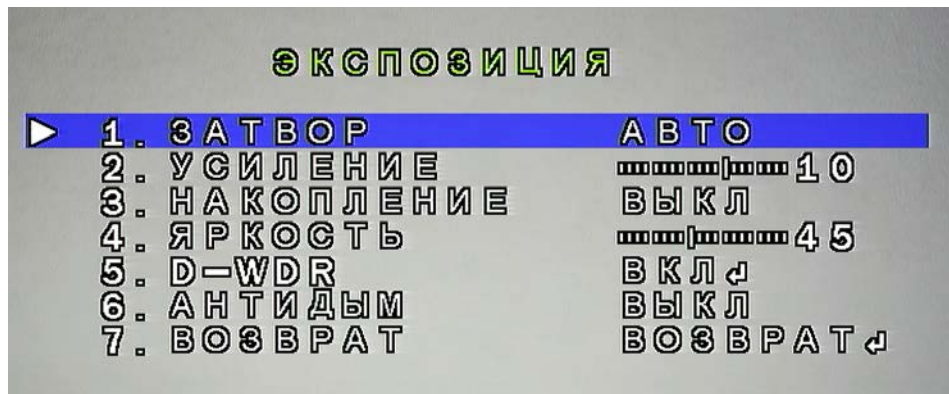 ЭКСПОЗИЦИЯ
1. ЗАТВОР АВТО
2. УСИЛЕНИЕ 10
3. НАКОПЛЕНИЕ ВЫКЛ
4. ЯРКОСТЬ 45
5. D-WDR ВКЛ↲
6. АНТИДЫМ ВЫКЛ
7. ВОЗВРАТ ВОЗВРАТ↲